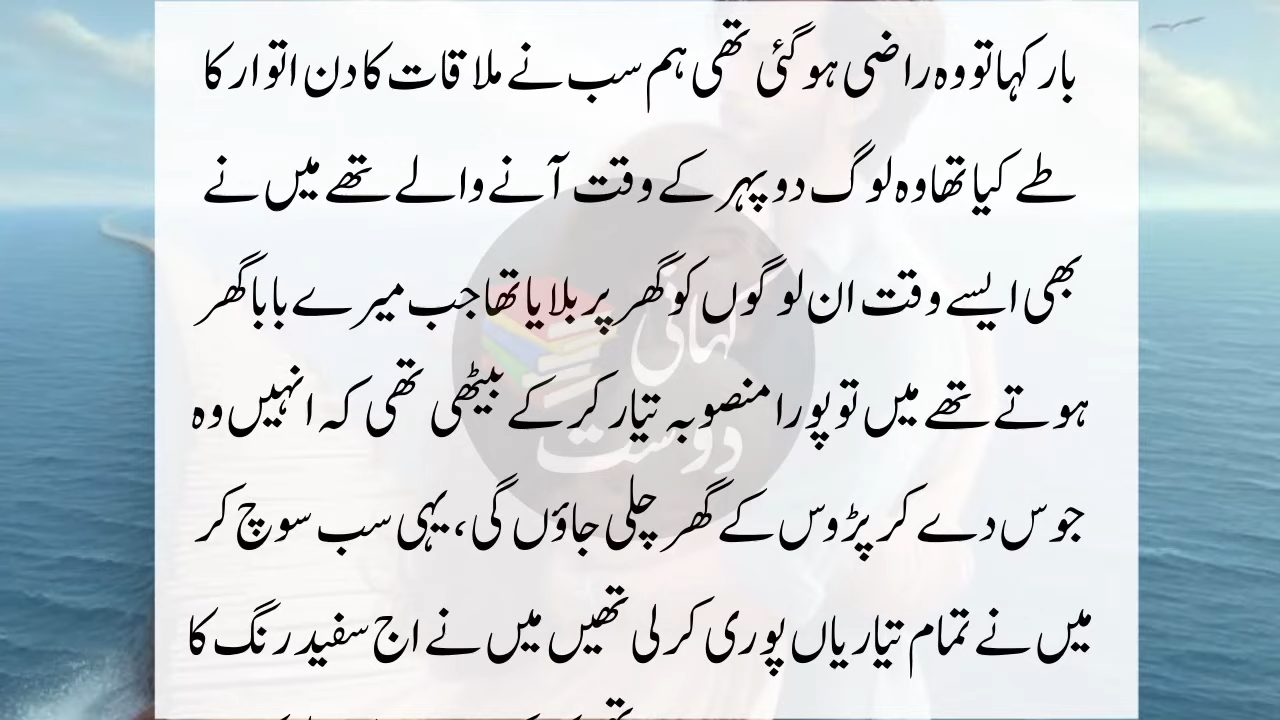 بار کہا تو وہ راضی ہو گئی تھی ہم سب نے ملاقات کا دن اتوار کا
طے کیا تھا وہ لوگ دوپہر کے وقت آنے والے تھے میں نے
بھی ایسے وقت ان لوگوں کو گھر پر بلایا تھا جب میرے بابا گھر
ہوتے تھے میں تو پورا منصوبہ تیار کر کے بیٹھی تھی کہ انہیں وہ
جوس دے کر پڑوس کے گھر چلی جاؤں گی، یہی سب سوچ کر
میں نے تمام تیاریاں پوری کر لی تھیں میں نے اج سفید رنگ کا
کہانی
دوست